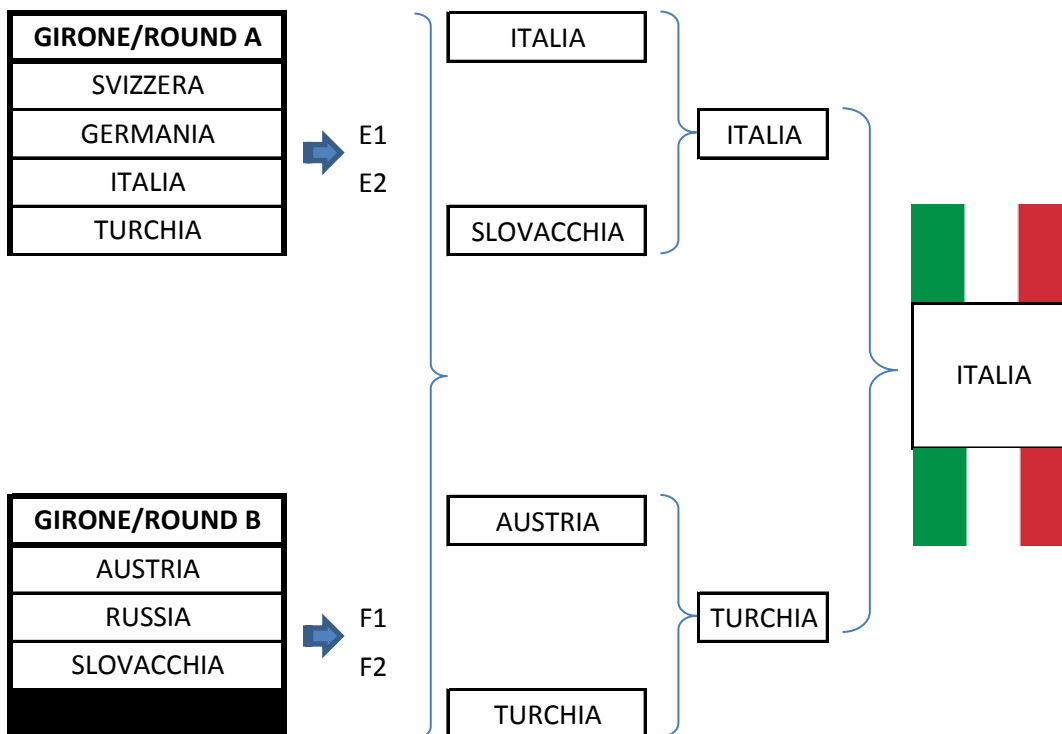 GIRONE/ROUND A
SVIZZERA
GERMANIA
ITALIA
TURCHIA
E1
E2
ITALIA
SLOVACCHIA
ITALIA
ITALIA
GIRONE/ROUND B
AUSTRIA
RUSSIA
SLOVACCHIA
F1
F2
AUSTRIA
TURCHIA
TURCHIA